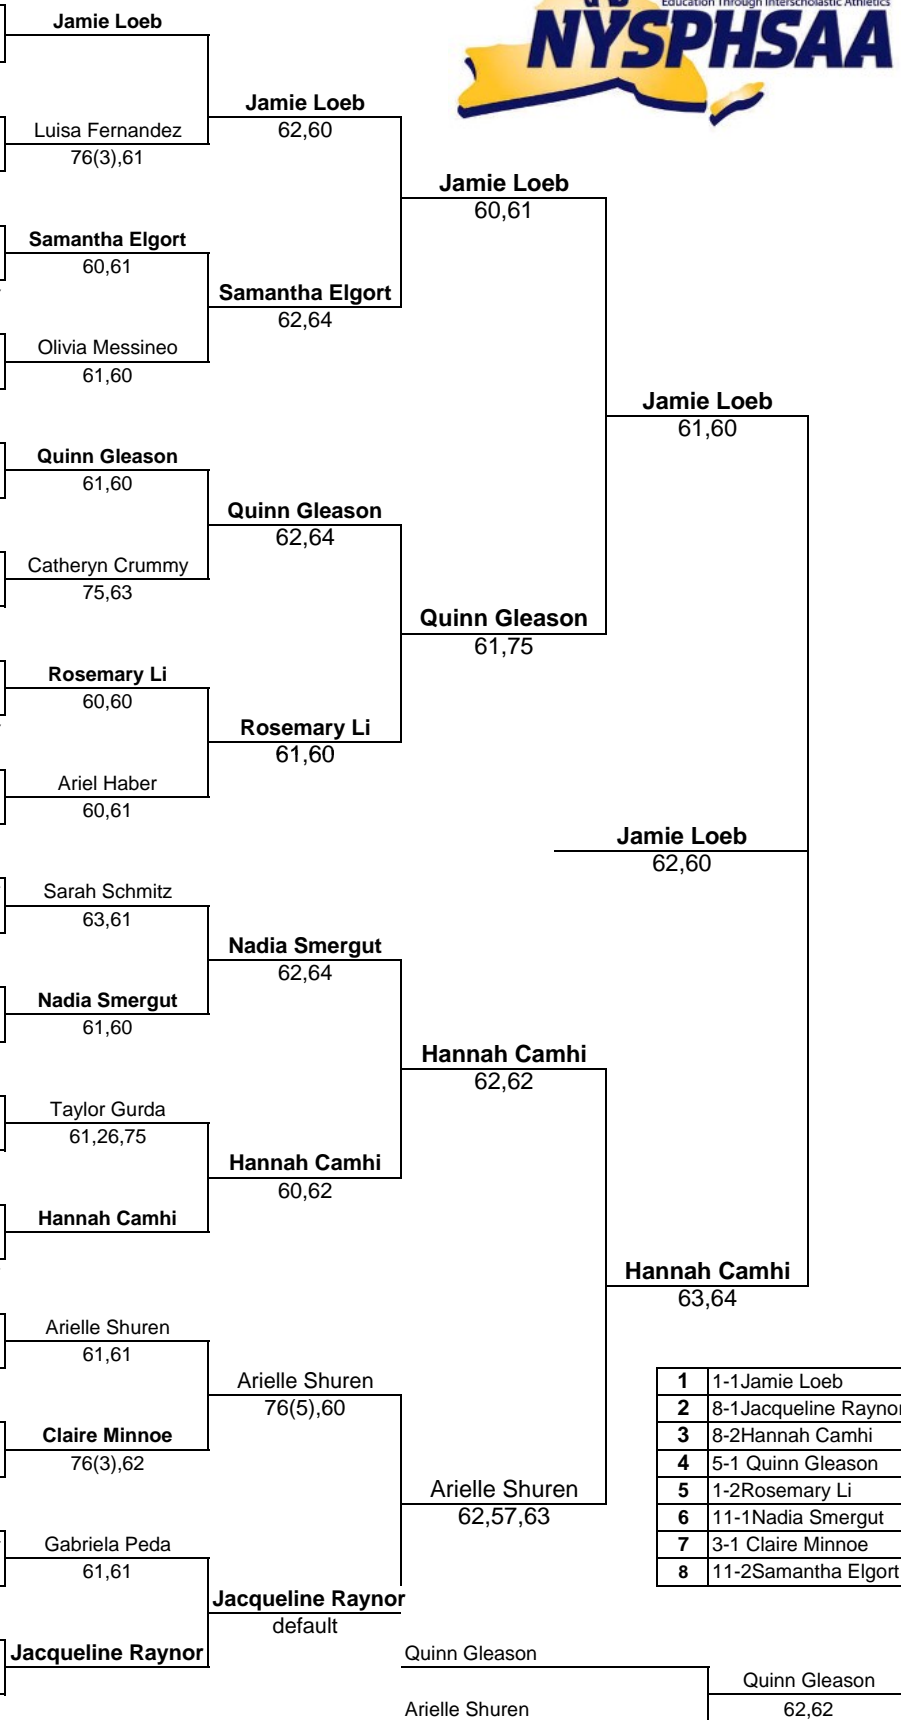 Education Through Interscholastic Athletics
NYSPHSAA
Jamie Loeb
Jamie Loeb
62,60
Luisa Fernandez
76(3),61
Jamie Loeb
60,61
Samantha Elgort
60,61
Samantha Elgort
62,64
Olivia Messineo
61,60
Jamie Loeb
61,60
Quinn Gleason
61,60
Quinn Gleason
62,64
Catheryn Crummy
75,63
Quinn Gleason
61,75
Rosemary Li
60,60
Rosemary Li
61,60
Ariel Haber
60,61
Jamie Loeb
62,60
Sarah Schmitz
63,61
Nadia Smergut
62,64
Nadia Smergut
61,60
Hannah Camhi
62,62
Taylor Gurda
61,26,75
Hannah Camhi
60,62
Hannah Camhi
Hannah Camhi
63,64
Arielle Shuren
61,61
Arielle Shuren
76(5),60
Claire Minnoe
76(3),62
Arielle Shuren
62,57,63
Gabriela Peda
61,61
Jacqueline Raynor
default
Jacqueline Raynor
1 1-1Jamie Loeb
2 8-1Jacqueline Raynor
3 8-2Hannah Camhi
4 5-1 Quinn Gleason
5 1-2Rosemary Li
6 11-1Nadia Smergut
7 3-1 Claire Minnoe
8 11-2Samantha Elgort
Quinn Gleason
Quinn Gleason
62,62
Arielle Shuren